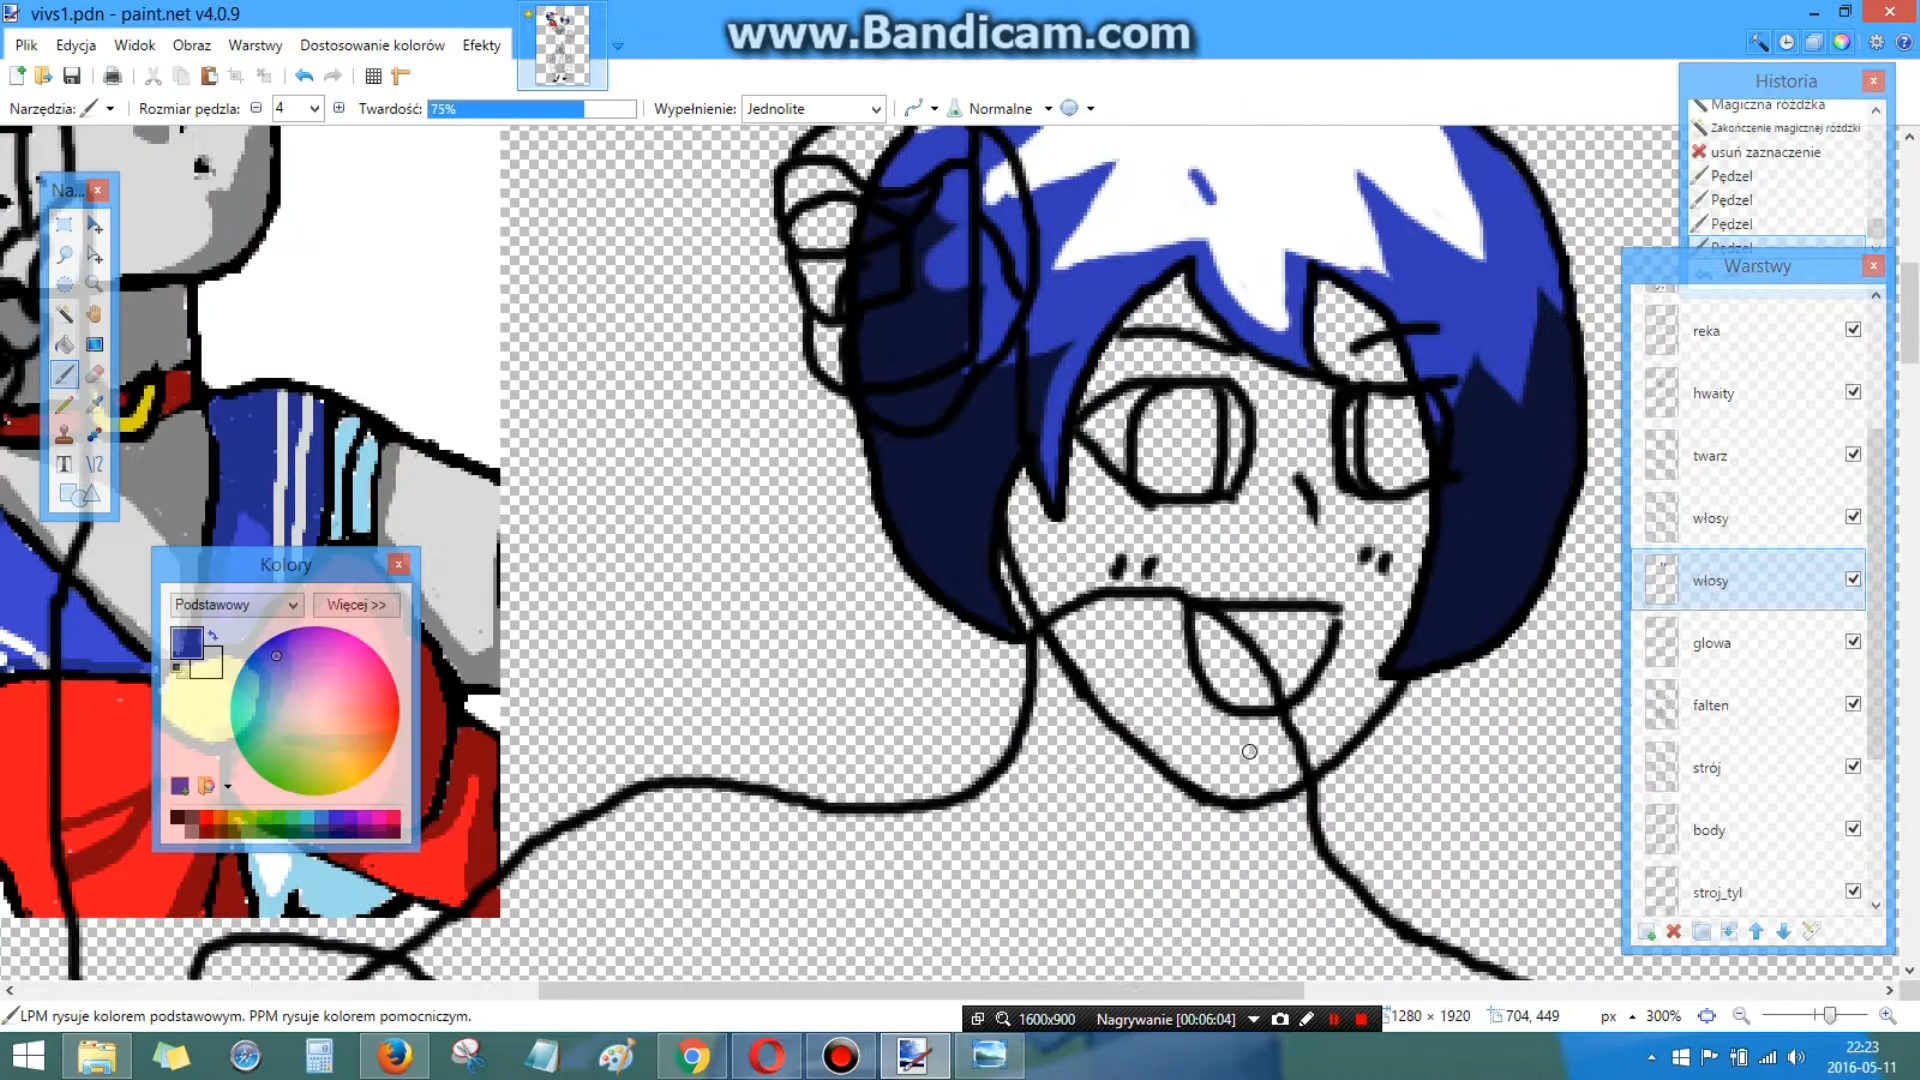 vivs1.pdn - paint.net v4.0.9
www.Bandicam.com
Plik Edycja Widok Obraz Warstwy Dostosowanie kolorów Efekty
Narzędzia: Rozmiar pędzla: 4 Twardość: 75% Wypełnienie: Jednolite Normalne
Historia
Magiczna różdżka
Zakończenie magicznej różdżki
usuń zaznaczenie
Pędzel
Pędzel
Pędzel
Pędzel
Na...
Warstwy
reka
hwaity
twarz
włosy
włosy
glowa
falten
strój
body
stroj_tyl
Kolory
Podstawowy Więcej >>
LPM rysuje kolorem podstawowym. PPM rysuje kolorem pomocniczym.
1600x900 Nagrywanie [00:06:04]
1280 × 1920 704, 449 px 300%
22:23
2016-05-11